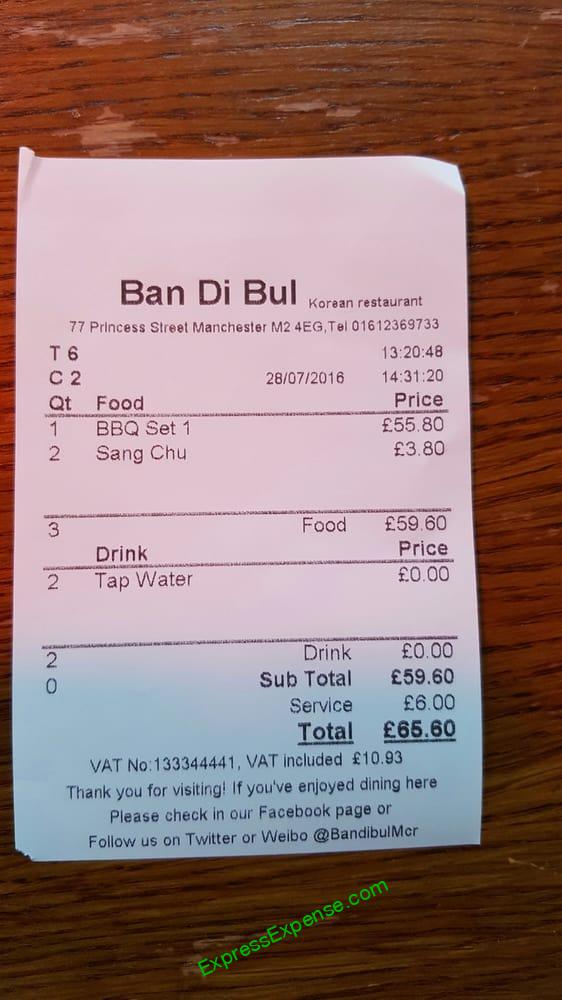 Ban Di Bul Korean restaurant
77 Princess Street Manchester M2 4EG,Tel 01612369733
T 6 13:20:48
C 2 28/07/2016 14:31:20
Qt Food Price
1 BBQ Set 1 £55.80
2 Sang Chu £3.80
3 Food £59.60
Drink Price
2 Tap Water £0.00
2 Drink £0.00
0 Sub Total £59.60
Service £6.00
Total £65.60
VAT No:133344441, VAT included £10.93
Thank you for visiting! If you've enjoyed dining here
Please check in our Facebook page or
Follow us on Twitter or Weibo @BandibulMcr
ExpressExpense.com